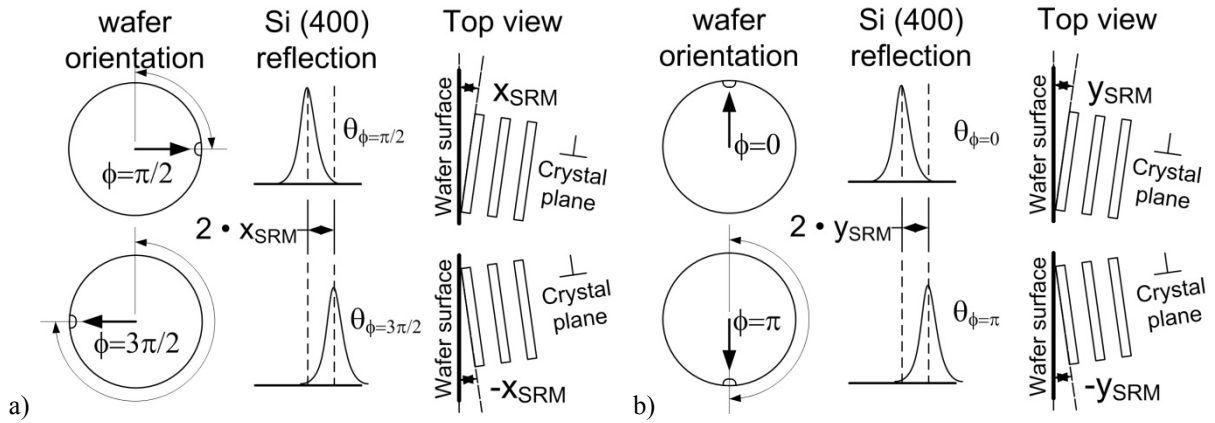 wafer orientation
Si (400) reflection
Top view
ϕ=π/2
θϕ=π/2
Wafer surface
xSRM
⊥ Crystal plane
2 • xSRM
ϕ=3π/2
θϕ=3π/2
Wafer surface
⊥ Crystal plane
-xSRM
a)
wafer orientation
Si (400) reflection
Top view
ϕ=0
θϕ=0
Wafer surface
ySRM
⊥ Crystal plane
2 • ySRM
ϕ=π
θϕ=π
Wafer surface
⊥ Crystal plane
-ySRM
b)